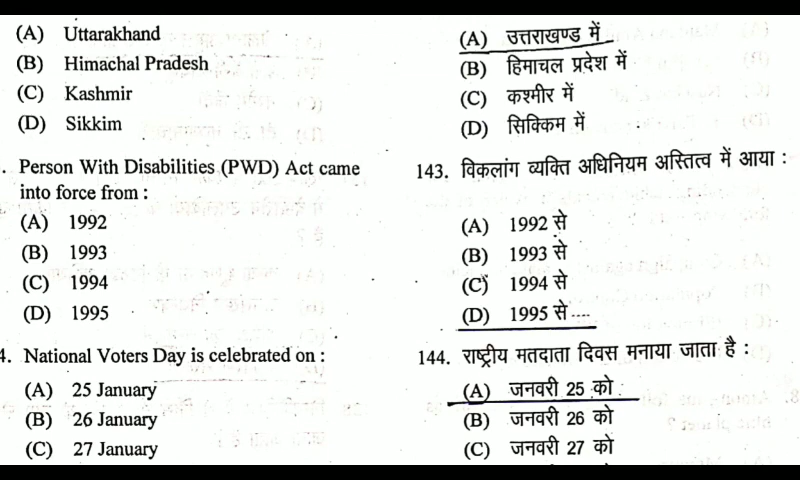 (A) Uttarakhand
(B) Himachal Pradesh
(C) Kashmir
(D) Sikkim
. Person With Disabilities (PWD) Act came
into force from :
(A) 1992
(B) 1993
(C) 1994
(D) 1995
4. National Voters Day is celebrated on :
(A) 25 January
(B) 26 January
(C) 27 January
(A) उत्तराखण्ड में
(B) हिमाचल प्रदेश में
(C) कश्मीर में
(D) सिक्किम में
143. विकलांग व्यक्ति अधिनियम अस्तित्व में आया :
(A) 1992 से
(B) 1993 से
(C) 1994 से
(D) 1995 से
144. राष्ट्रीय मतदाता दिवस मनाया जाता है :
(A) जनवरी 25 को
(B) जनवरी 26 को
(C) जनवरी 27 को